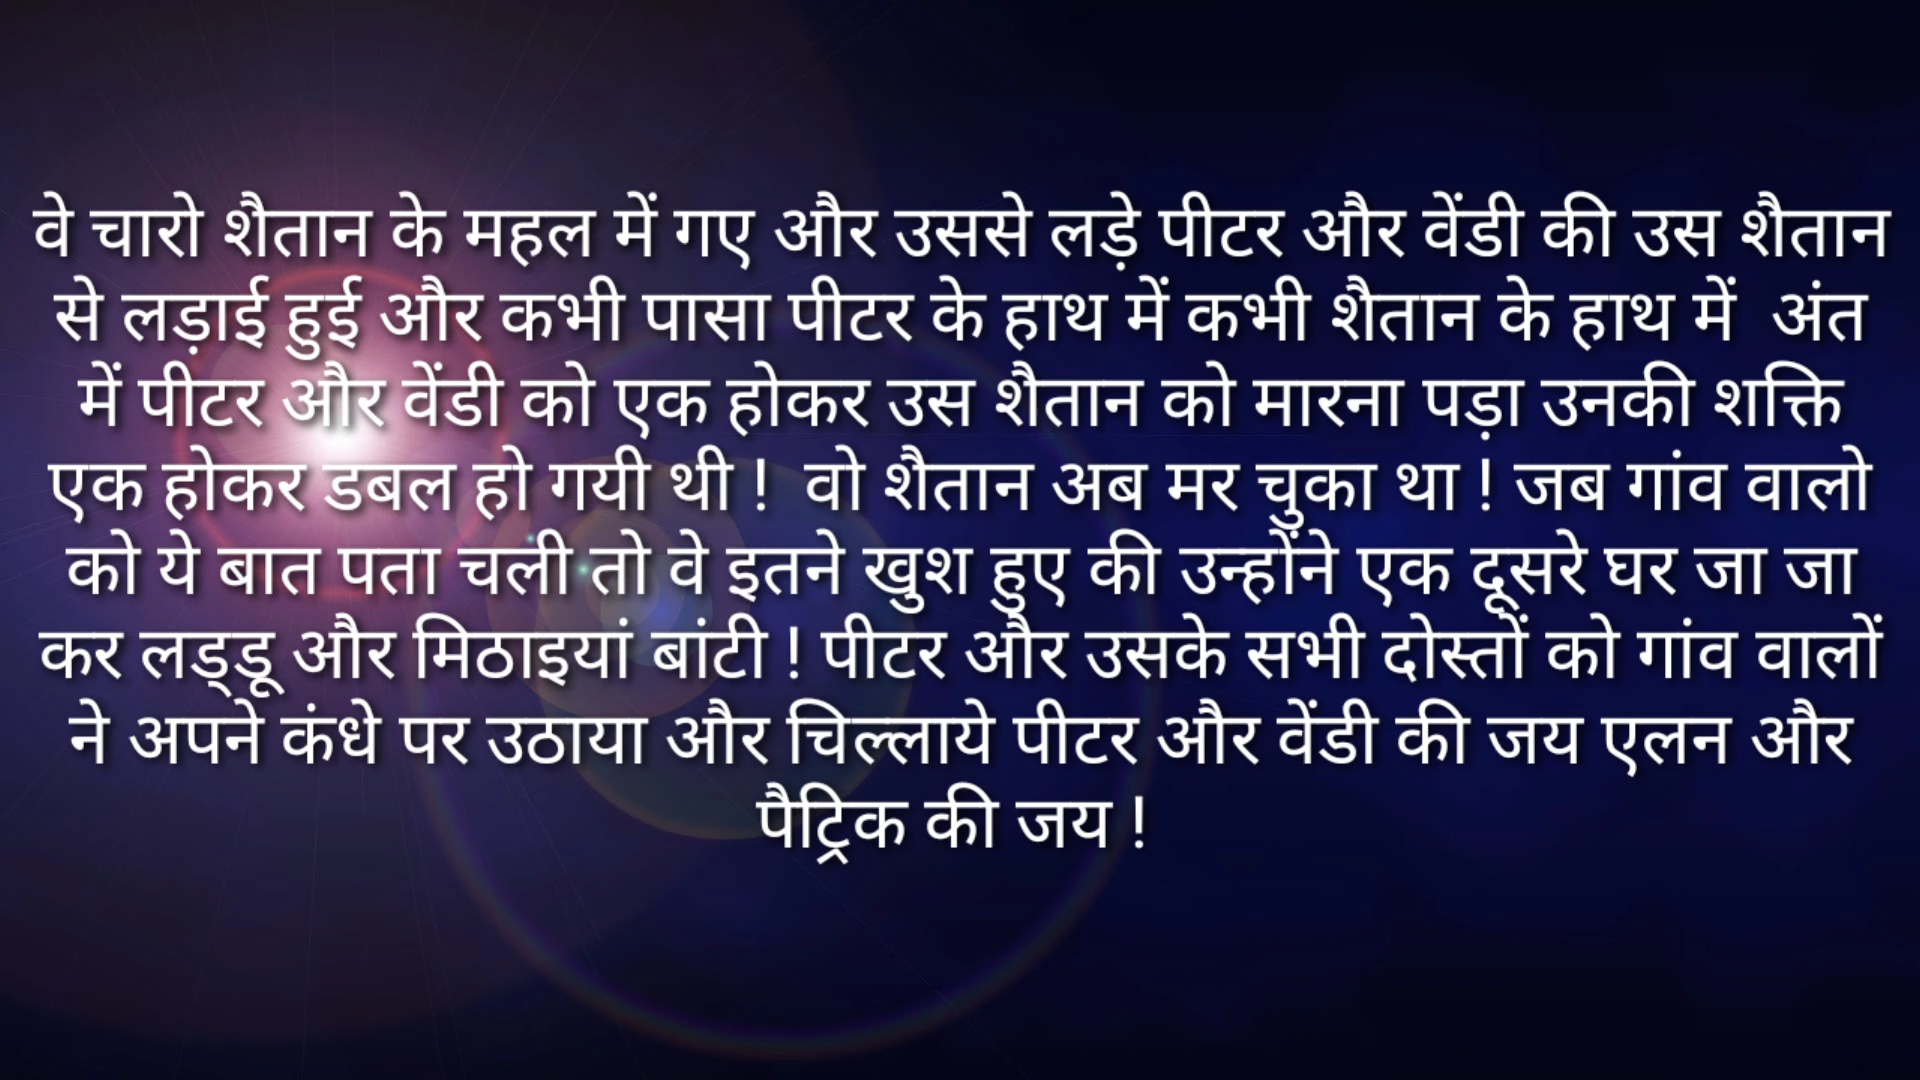 वे चारो शैतान के महल में गए और उससे लड़े पीटर और वेंडी की उस शैतान
से लड़ाई हुई और कभी पासा पीटर के हाथ में कभी शैतान के हाथ में  अंत
में पीटर और वेंडी को एक होकर उस शैतान को मारना पड़ा उनकी शक्ति
एक होकर डबल हो गयी थी !  वो शैतान अब मर चुका था ! जब गांव वालो
को ये बात पता चली तो वे इतने खुश हुए की उन्होंने एक दूसरे घर जा जा
कर लड्डू और मिठाइयां बांटी ! पीटर और उसके सभी दोस्तों को गांव वालों
ने अपने कंधे पर उठाया और चिल्लाये पीटर और वेंडी की जय एलन और
पैट्रिक की जय !